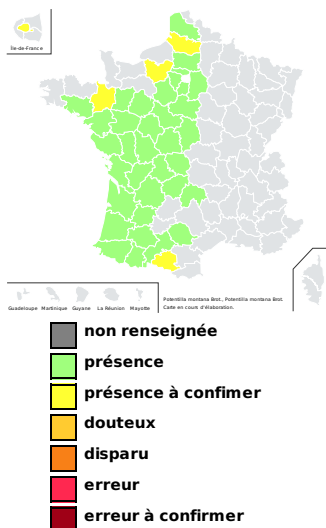 Île-de-France
Guadeloupe Martinique Guyane La Réunion Mayotte
Potentilla montana Brot., Potentilla montana Brot.
Carte en cours d'élaboration.
non renseignée
présence
présence à confimer
douteux
disparu
erreur
erreur à confirmer